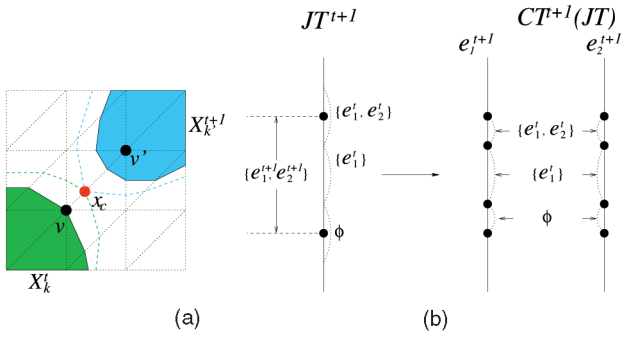 JT^{t+1}
CT^{t+1}(JT)
e_1^{t+1}
e_2^{t+1}
X_{k'}^{t+1}
v'
x_c
v
X_k^t
{e_1^t, e_2^t}
{e_1^t}
{e_1^{t+1} e_2^{t+1}}
ϕ
{e_1^t, e_2^t}
{e_1^t}
ϕ
(a)
(b)